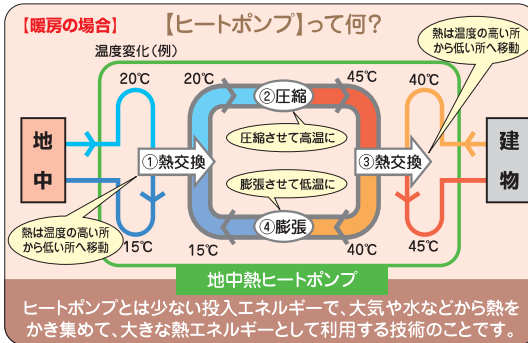 【暖房の場合】
【ヒートポンプ】って何?
温度変化(例)
熱は温度の高い所
から低い所へ移動
20℃
20℃
45℃
40℃
②圧縮
圧縮させて高温に
地中
①熱交換
③熱交換
建物
膨張させて低温に
④膨張
熱は温度の高い所
から低い所へ移動
15℃
15℃
40℃
45℃
地中熱ヒートポンプ
ヒートポンプとは少ない投入エネルギーで、大気や水などから熱を
かき集めて、大きな熱エネルギーとして利用する技術のことです。